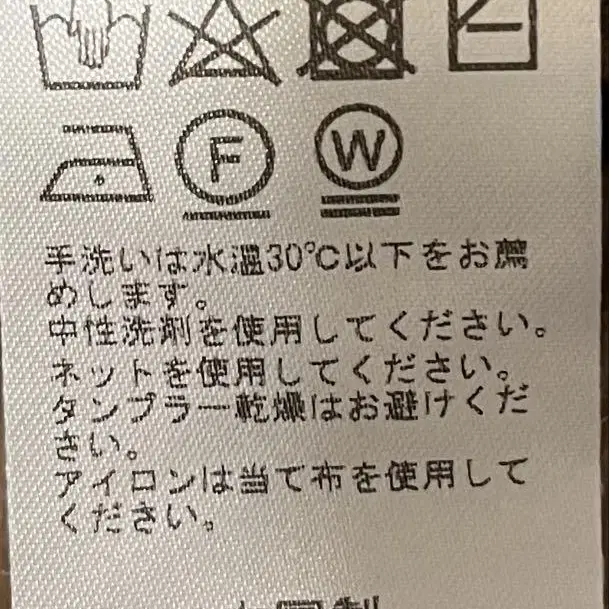 F W
手洗いは水温30℃以下をお薦
めします。
中性洗剤を使用してください。
ネットを使用してください。
タンブラー乾燥はお避けくだ
さい。
アイロンは当て布を使用して
ください。